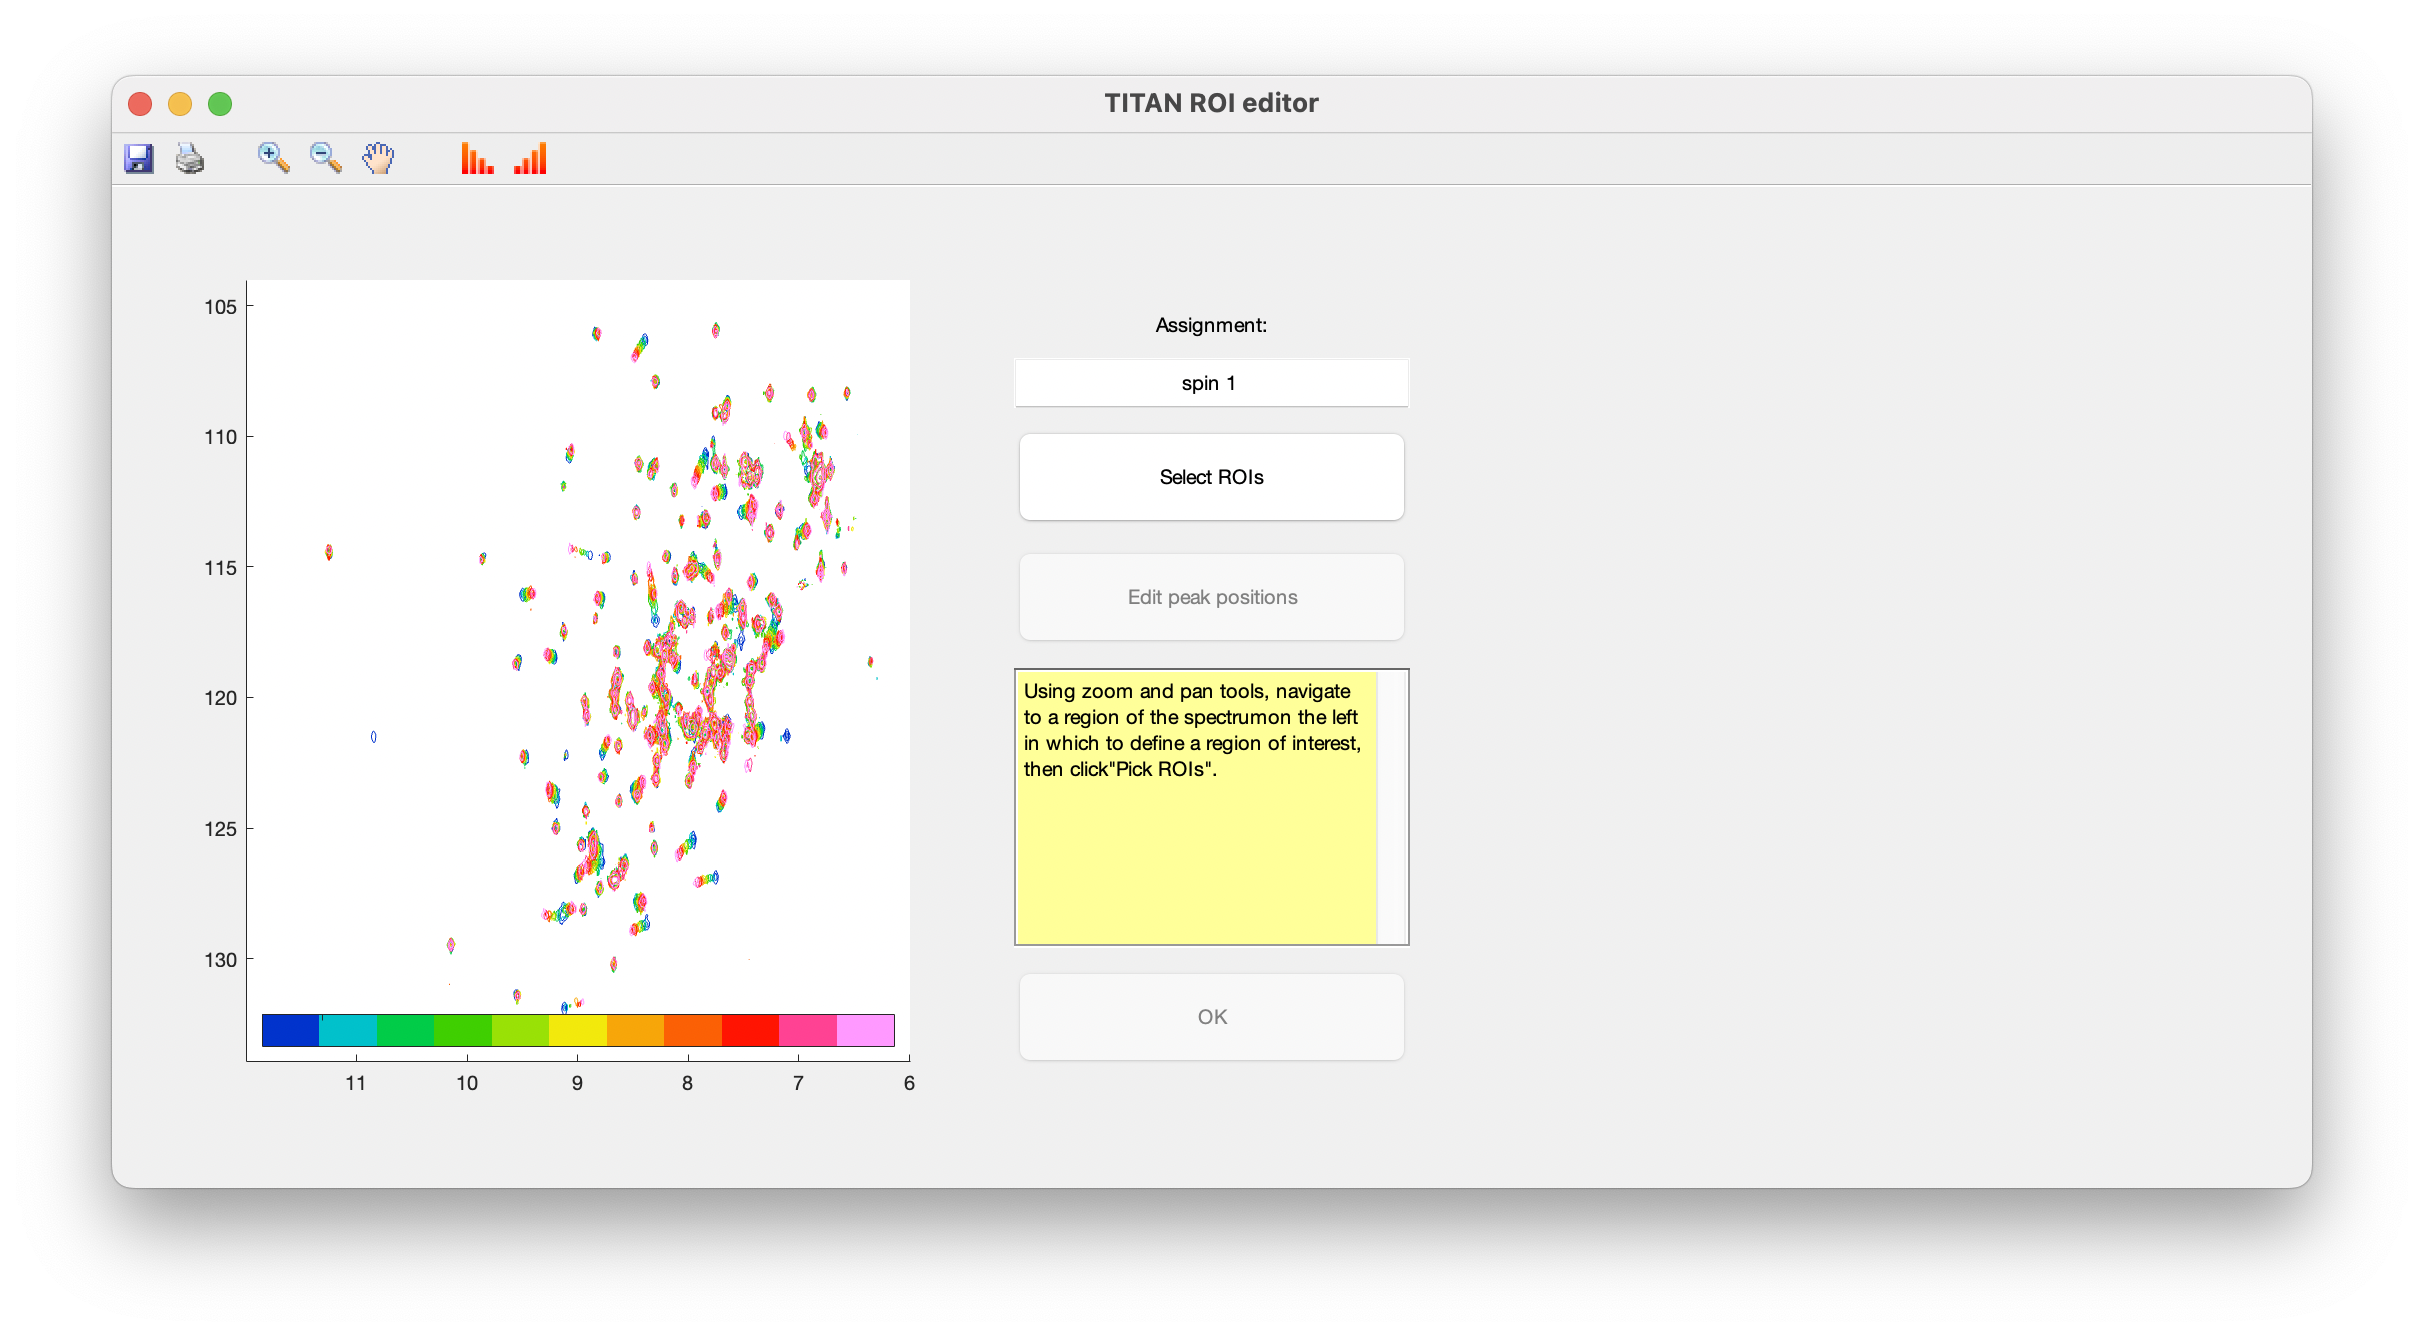 TITAN ROI editor
105
110
115
120
125
130
11
10
9
8
7
6
Assignment:
spin 1
Select ROIs
Edit peak positions
Using zoom and pan tools, navigate
to a region of the spectrumon the left
in which to define a region of interest,
then click"Pick ROIs".
OK